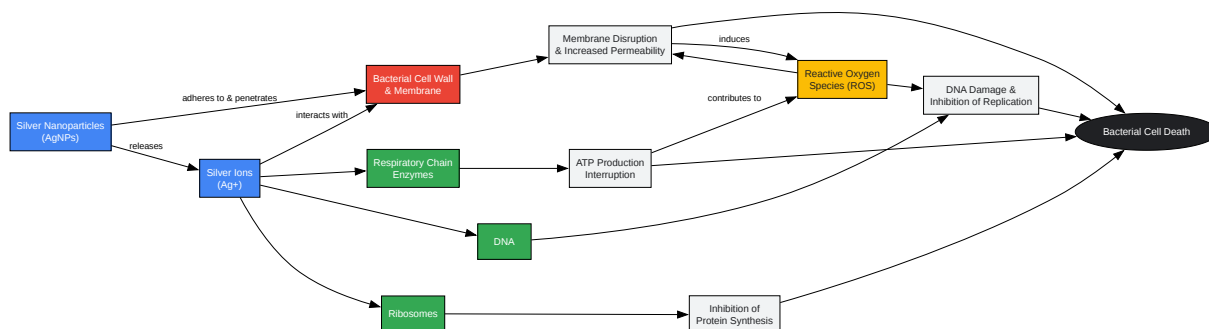 Membrane Disruption
& Increased Permeability
induces
Reactive Oxygen
Species (ROS)
Bacterial Cell Wall
& Membrane
adheres to & penetrates
contributes to
DNA Damage &
Inhibition of Replication
interacts with
Silver Nanoparticles
(AgNPs)
releases
Bacterial Cell Death
Respiratory Chain
Enzymes
ATP Production
Interruption
Silver Ions
(Ag+)
DNA
Ribosomes
Inhibition of
Protein Synthesis